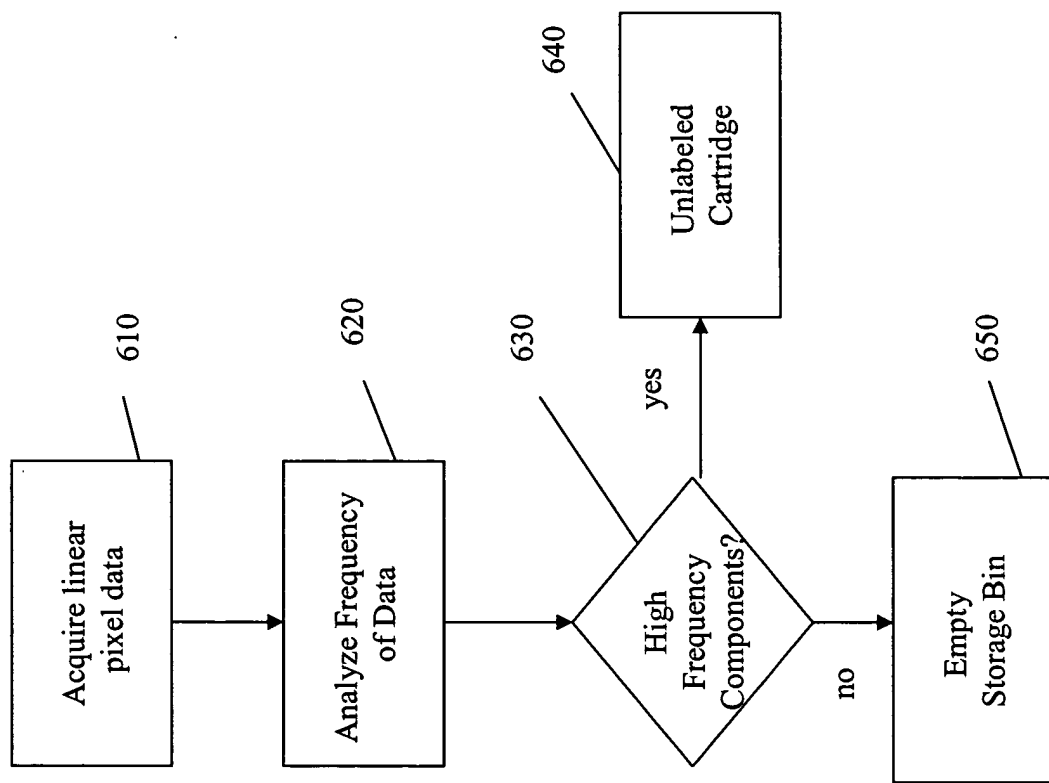 Acquire linear
pixel data
610
Analyze Frequency
of Data
620
High
Frequency
Components?
630
yes
Unlabeled
Cartridge
640
no
Empty
Storage Bin
650